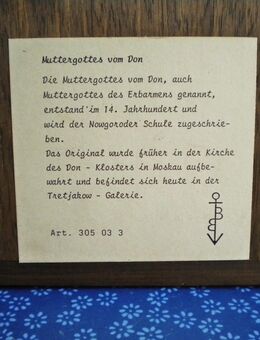 Muttergottes vom Don
Die Muttergottes vom Don, auch
Muttergottes des Erbarmens genannt,
entstand im 14. Jahrhundert und
wird der Nowgoroder Schule zugeschrie-
ben.
Das Original wurde früher in der Kirche
des Don - Klosters in Moskau aufbe-
wahrt und befindet sich heute in der
Tretjakow - Galerie.
Art. 305 03 3